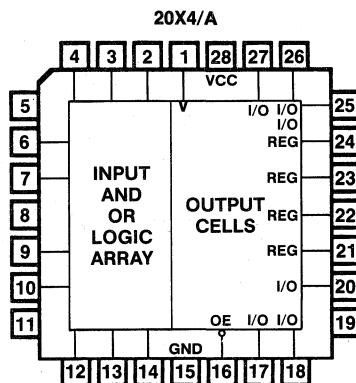 20X4/A
4 3 2 1 28 27 26
VCC
5 I/O I/O 25
I/O
6 REG 24
7 REG 23
INPUT
AND
OR
LOGIC
ARRAY
OUTPUT
CELLS
8 REG 22
9 REG 21
10 I/O 20
11 OE I/O I/O 19
GND
12 13 14 15 16 17 18